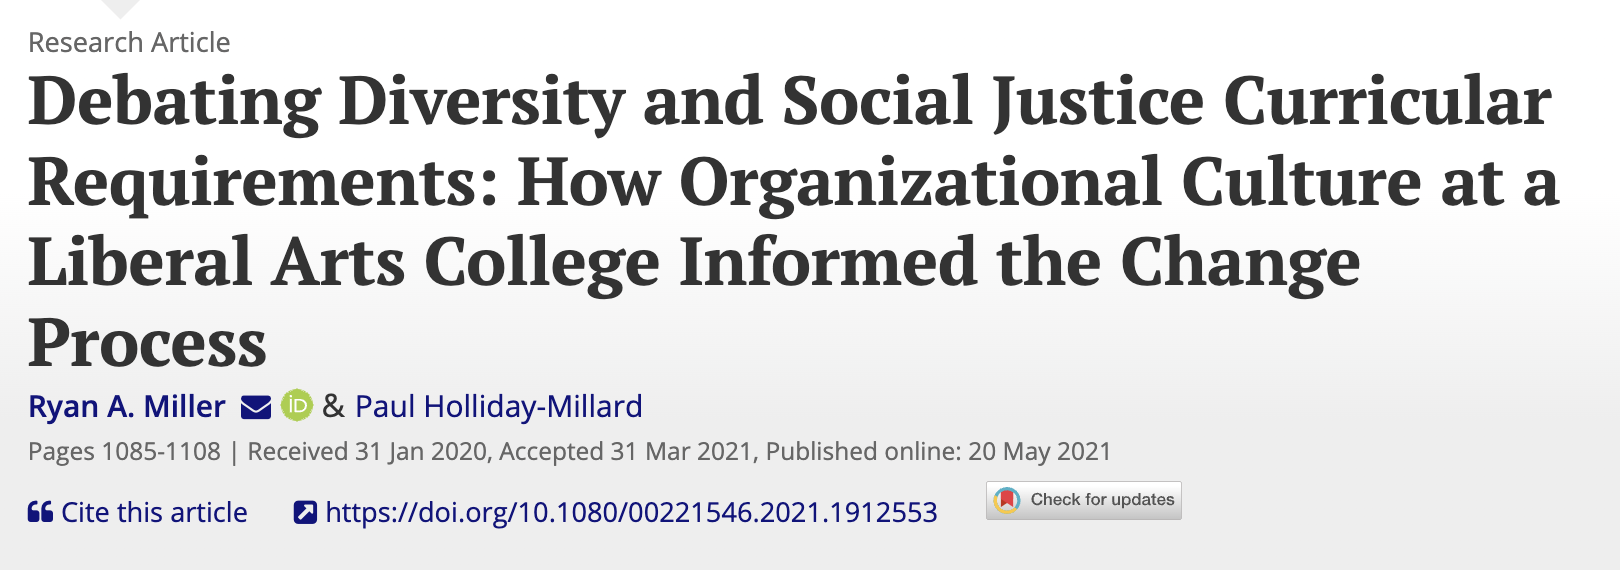 Research Article
Debating Diversity and Social Justice Curricular
Requirements: How Organizational Culture at a
Liberal Arts College Informed the Change
Process
Ryan A. Miller iD & Paul Holliday-Millard
Pages 1085-1108 | Received 31 Jan 2020, Accepted 31 Mar 2021, Published online: 20 May 2021
Cite this article https://doi.org/10.1080/00221546.2021.1912553 Check for updates